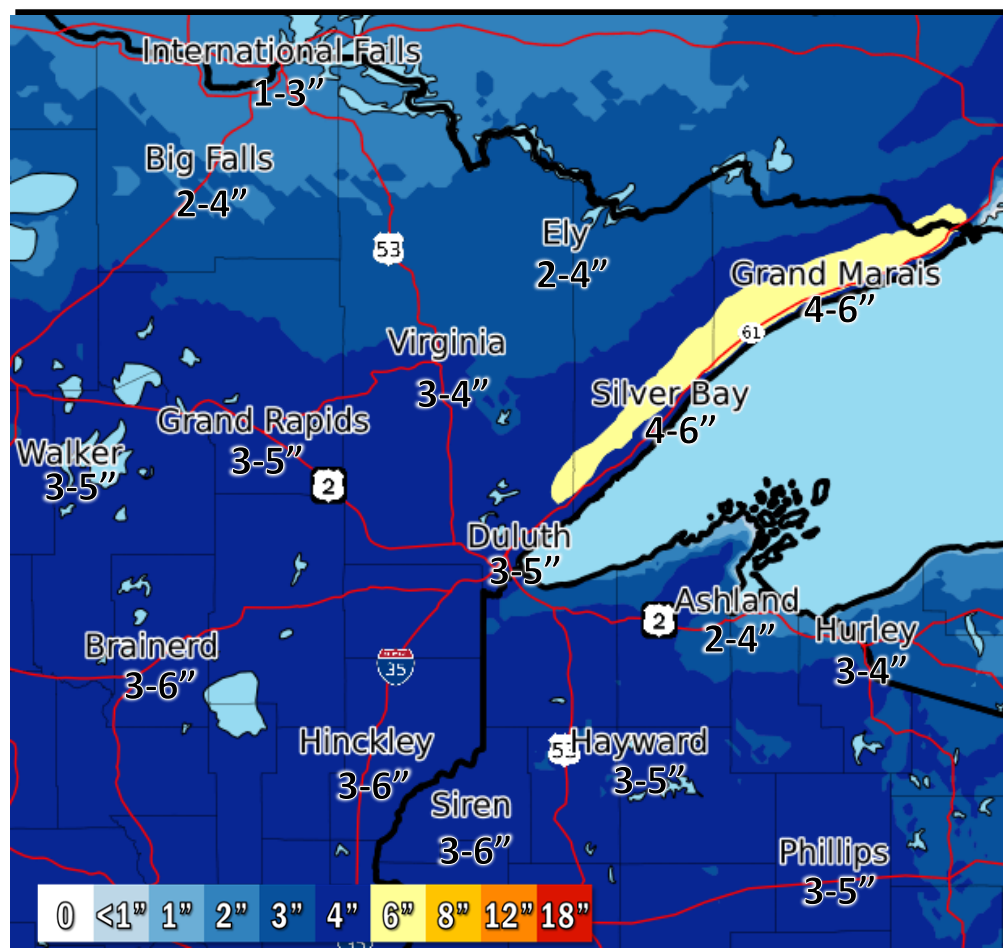 International Falls
1-3”
Big Falls
2-4”
53
Ely
2-4”
Grand Marais
4-6”
61
Virginia
3-4”
Silver Bay
4-6”
Grand Rapids
3-5”
Walker
3-5”
2
Duluth
3-5”
Ashland
2-4”
2
Hurley
3-4”
Brainerd
3-6”
35
Hinckley
3-6”
53
Hayward
3-5”
Siren
3-6”
Phillips
3-5”
0 <1” 1” 2” 3” 4” 6” 8” 12” 18”
35